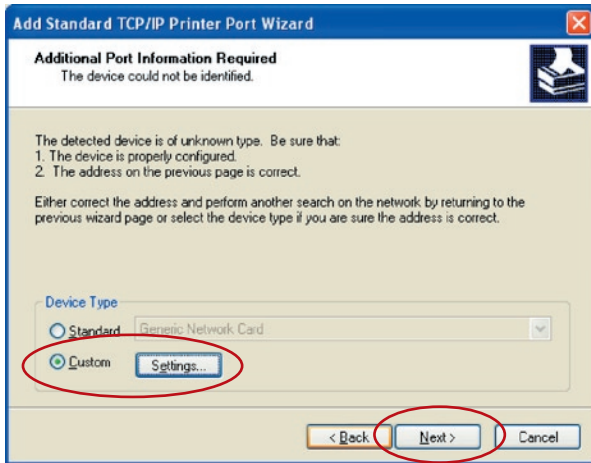 Add Standard TCP/IP Printer Port Wizard
Additional Port Information Required
The device could not be identified.
The detected device is of unknown type. Be sure that:
1. The device is properly configured.
2. The address on the previous page is correct.
Either correct the address and perform another search on the network by returning to the
previous wizard page or select the device type if you are sure the address is correct.
Device Type
Standard Generic Network Card
Custom Settings...
< Back Next > Cancel